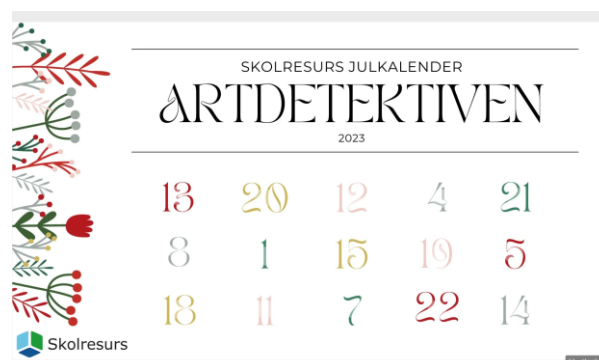 SKOLRESURS JULKALENDER
ARTDETEKTIVEN
2023
13 20 12 4 21
8 1 15 19 5
18 11 7 22 14
Skolresurs